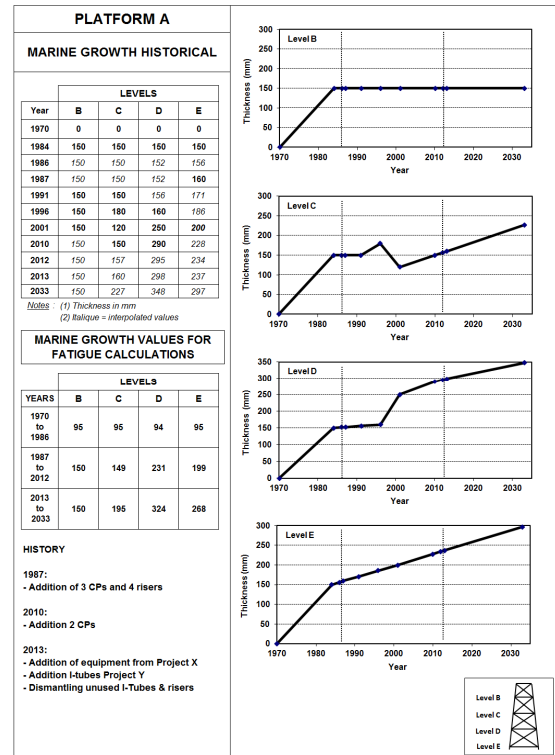 PLATFORM A
MARINE GROWTH HISTORICAL
LEVELS
Year B C D E
1970 0 0 0 0
1984 150 150 150 150
1986 150 150 152 156
1987 150 150 152 160
1991 150 150 156 171
1996 150 180 160 186
2001 150 120 250 200
2010 150 150 290 228
2012 150 157 295 234
2013 150 160 298 237
2033 150 227 348 297
Notes : (1) Thickness in mm
(2) Italique = interpolated values
MARINE GROWTH VALUES FOR
FATIGUE CALCULATIONS
LEVELS
YEARS B C D E
1970
to
1986
95 95 94 95
1987
to
2012
150 149 231 199
2013
to
2033
150 195 324 268
HISTORY
1987:
- Addition of 3 CPs and 4 risers
2010:
- Addition 2 CPs
2013:
- Addition of equipment from Project X
- Addition I-tubes Project Y
- Dismantling unused I-Tubes & risers
Level B
Thickness (mm)
300
250
200
150
100
50
0
1970 1980 1990 2000 2010 2020 2030
Year
Level C
Thickness (mm)
300
250
200
150
100
50
0
1970 1980 1990 2000 2010 2020 2030
Year
Level D
Thickness (mm)
350
300
250
200
150
100
50
0
1970 1980 1990 2000 2010 2020 2030
Year
Level E
Thickness (mm)
300
250
200
150
100
50
0
1970 1980 1990 2000 2010 2020 2030
Year
Level B
Level C
Level D
Level E